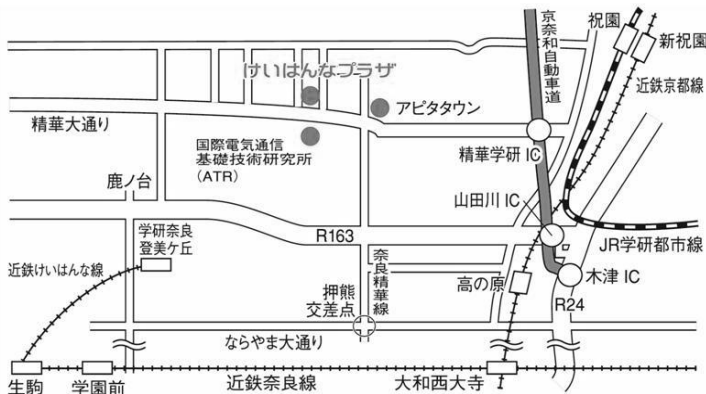 京奈和自動車道
祝園
新祝園
近鉄京都線
けいはんなプラザ
アピタタウン
精華大通り
国際電気通信
基礎技術研究所
(ATR)
精華学研 IC
鹿ノ台
山田川 IC
学研奈良
登美ケ丘
R163
JR学研都市線
近鉄けいはんな線
奈良精華線
高の原
木津 IC
押熊
交差点
R24
ならやま大通り
生駒
学園前
近鉄奈良線
大和西大寺